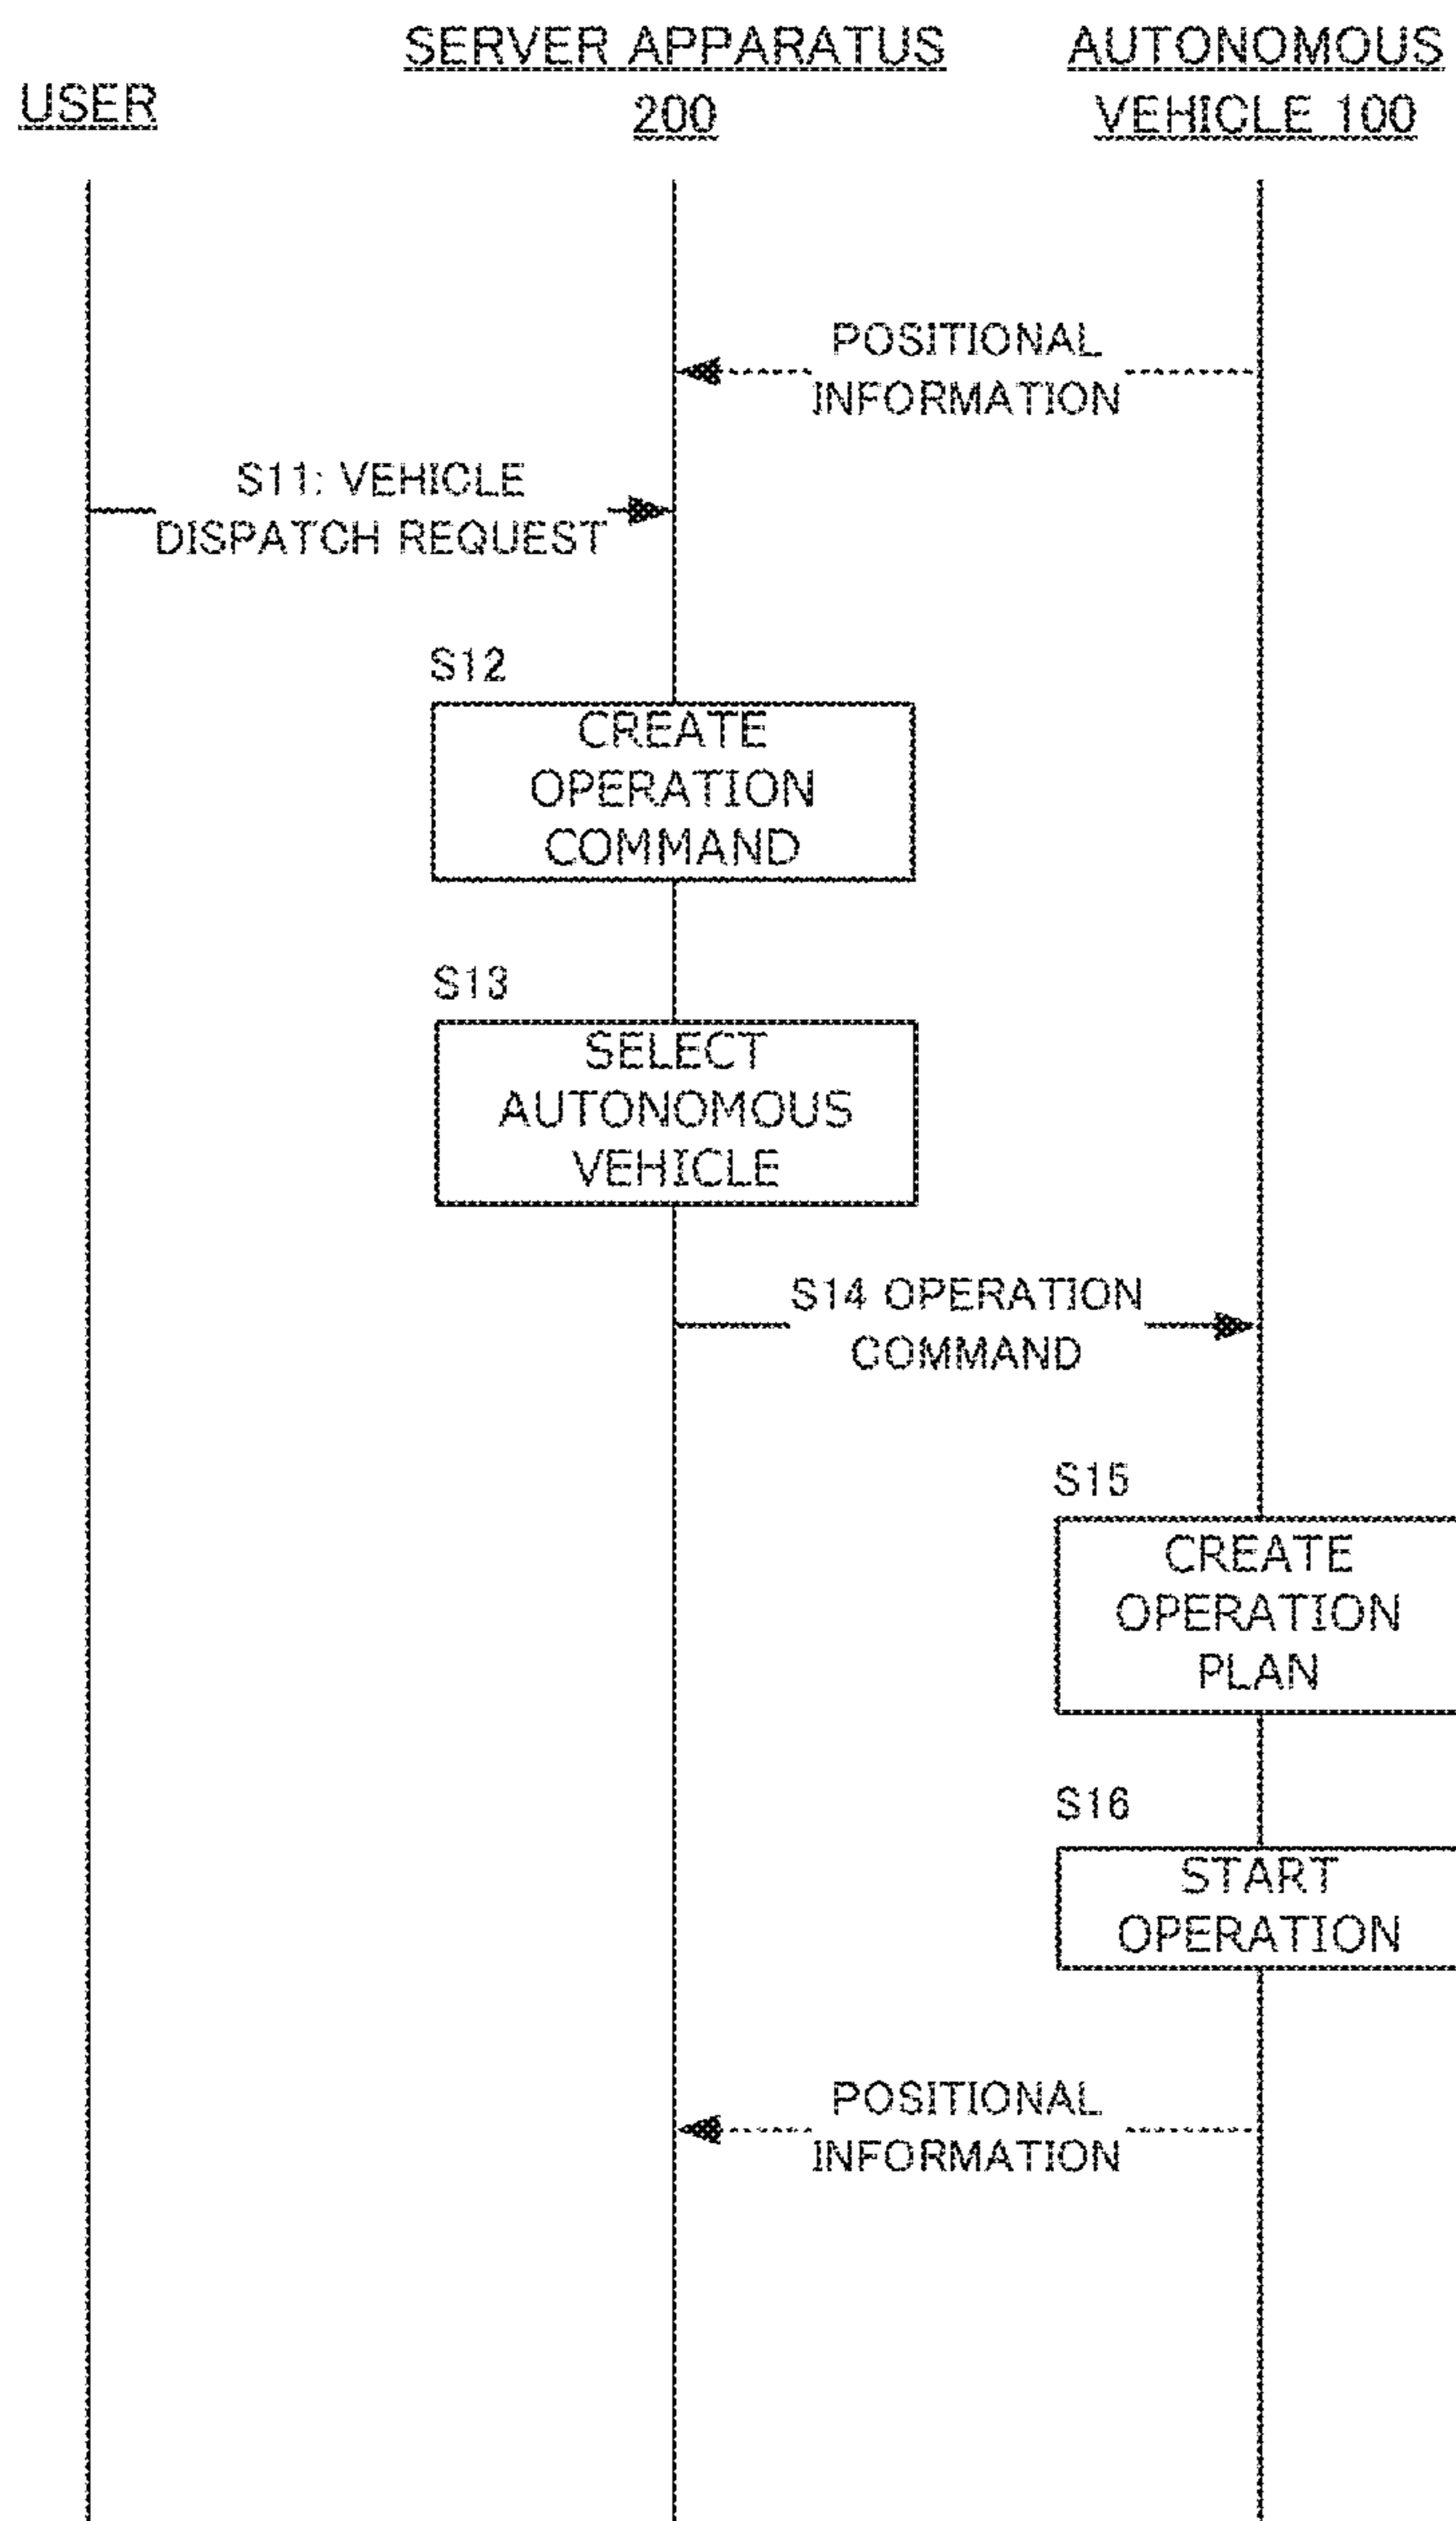 USER
SERVER APPARATUS
200
AUTONOMOUS
VEHICLE 100
POSITIONAL
INFORMATION
S11: VEHICLE
DISPATCH REQUEST
S12
CREATE
OPERATION
COMMAND
S13
SELECT
AUTONOMOUS
VEHICLE
S14 OPERATION
COMMAND
S15
CREATE
OPERATION
PLAN
S16
START
OPERATION
POSITIONAL
INFORMATION